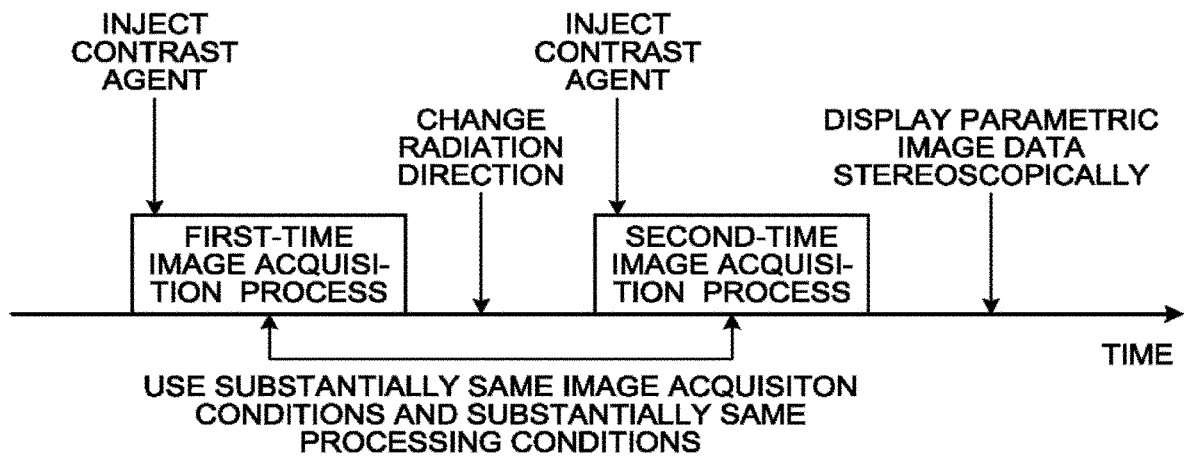 INJECT
CONTRAST
AGENT
INJECT
CONTRAST
AGENT
CHANGE
RADIATION
DIRECTION
DISPLAY PARAMETRIC
IMAGE DATA
STEREOSCOPICALLY
FIRST-TIME
IMAGE ACQUISI-
TION PROCESS
SECOND-TIME
IMAGE ACQUISI-
TION PROCESS
TIME
USE SUBSTANTIALLY SAME IMAGE ACQUISITON
CONDITIONS AND SUBSTANTIALLY SAME
PROCESSING CONDITIONS